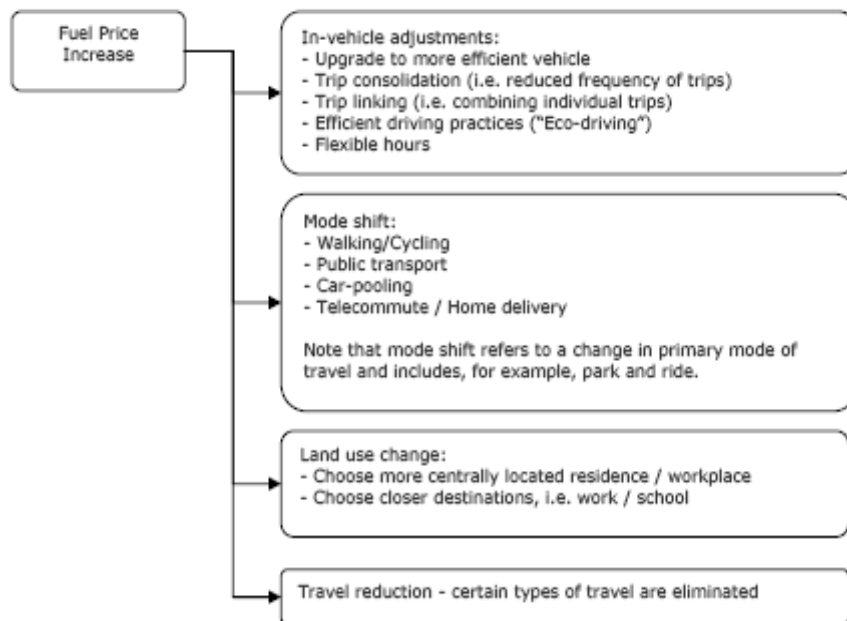 Fuel Price
Increase
In-vehicle adjustments:
- Upgrade to more efficient vehicle
- Trip consolidation (i.e. reduced frequency of trips)
- Trip linking (i.e. combining individual trips)
- Efficient driving practices ("Eco-driving")
- Flexible hours
Mode shift:
- Walking/Cycling
- Public transport
- Car-pooling
- Telecommute / Home delivery
Note that mode shift refers to a change in primary mode of
travel and includes, for example, park and ride.
Land use change:
- Choose more centrally located residence / workplace
- Choose closer destinations, i.e. work / school
Travel reduction - certain types of travel are eliminated